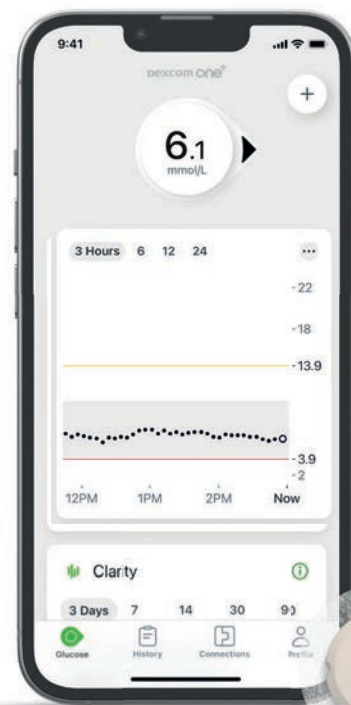 9:41
Dexcom ONE+
+
6.1
mmol/L
3 Hours 6 12 24
22
18
13.9
3.9
2
12PM 1PM 2PM Now
Clarity
3 Days 7 14 30 90
Glucose History Connections Profile